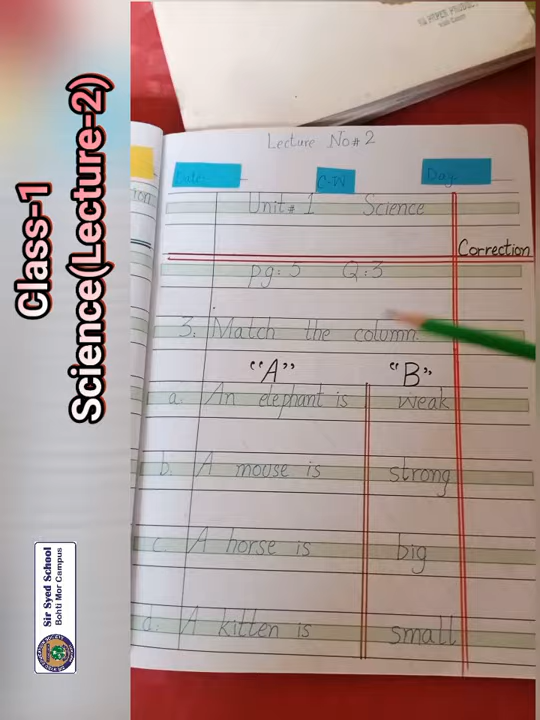 Class-1
Science(Lecture-2)
Sir Syed School
Bohti Mor Campus
Lecture No# 2
Date:
C-W
Day:
Unit# 1 Science
Correction
pg: 5 Q:3
3. Match the column.
"A" "B"
a. An elephant is weak
b. A mouse is strong
c. A horse is big
d. A kitten is small